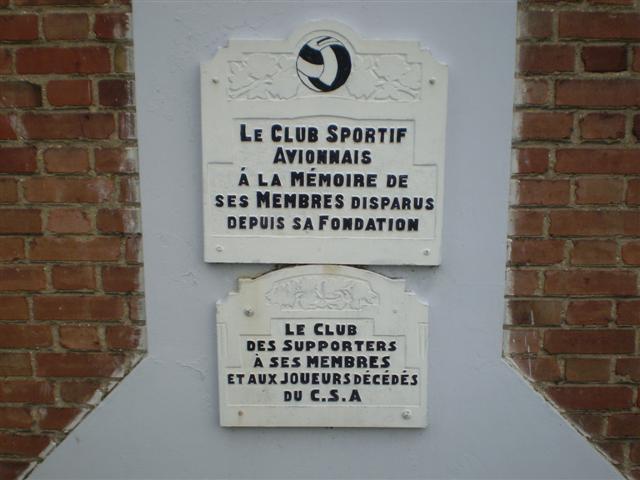 Le Club Sportif
Avionnais
á la Mémoire de
ses Membres disparus
depuis sa Fondation
Le Club
des Supporters
à ses membres
et aux Joueurs décédés
du C.S.A